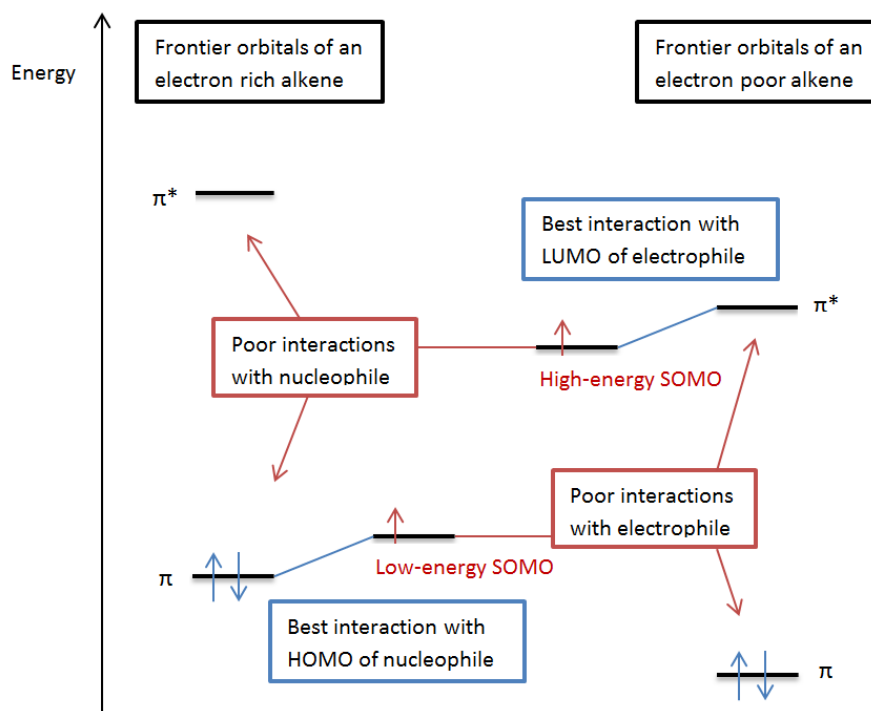 Energy
Frontier orbitals of an
electron rich alkene
Frontier orbitals of an
electron poor alkene
π*
Best interaction with
LUMO of electrophile
π*
Poor interactions
with nucleophile
High-energy SOMO
Poor interactions
with electrophile
Low-energy SOMO
π
Best interaction with
HOMO of nucleophile
π